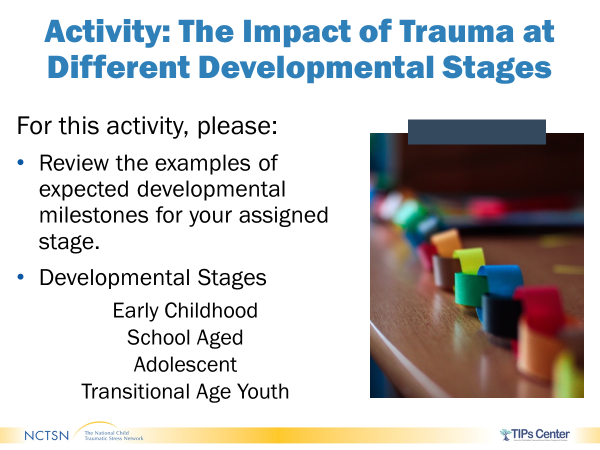 Activity: The Impact of Trauma at
Different Developmental Stages
For this activity, please:
• Review the examples of
expected developmental
milestones for your assigned
stage.
• Developmental Stages
Early Childhood
School Aged
Adolescent
Transitional Age Youth
NCTSN
The National Child
Traumatic Stress Network
TIPs Center